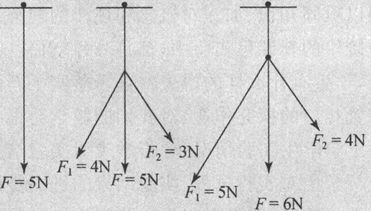 F = 5N
F₁ = 4N
F₂ = 3N
F = 5N
F₁ = 5N
F₂ = 4N
F = 6N